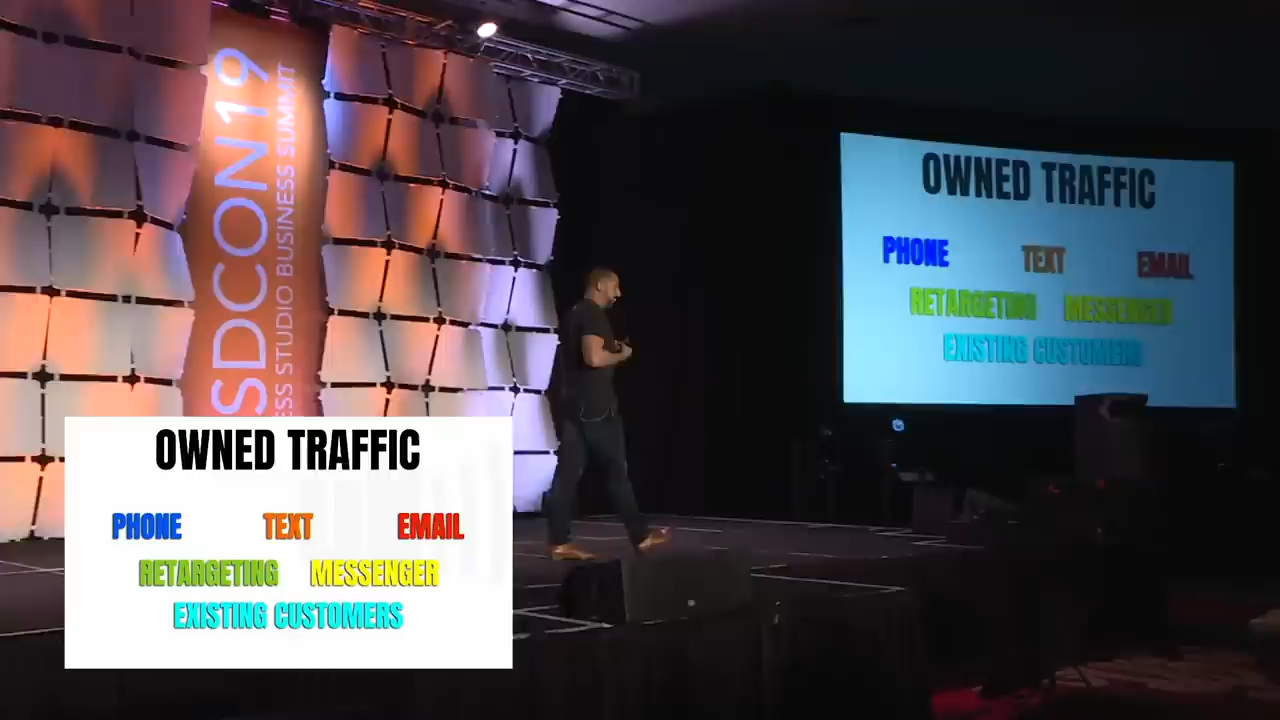 SDCON19
ESS STUDIO BUSINESS SUMMIT
OWNED TRAFFIC
PHONE TEXT EMAIL
RETARGETING MESSENGER
EXISTING CUSTOMERS
OWNED TRAFFIC
PHONE TEXT EMAIL
RETARGETING MESSENGER
EXISTING CUSTOMERS